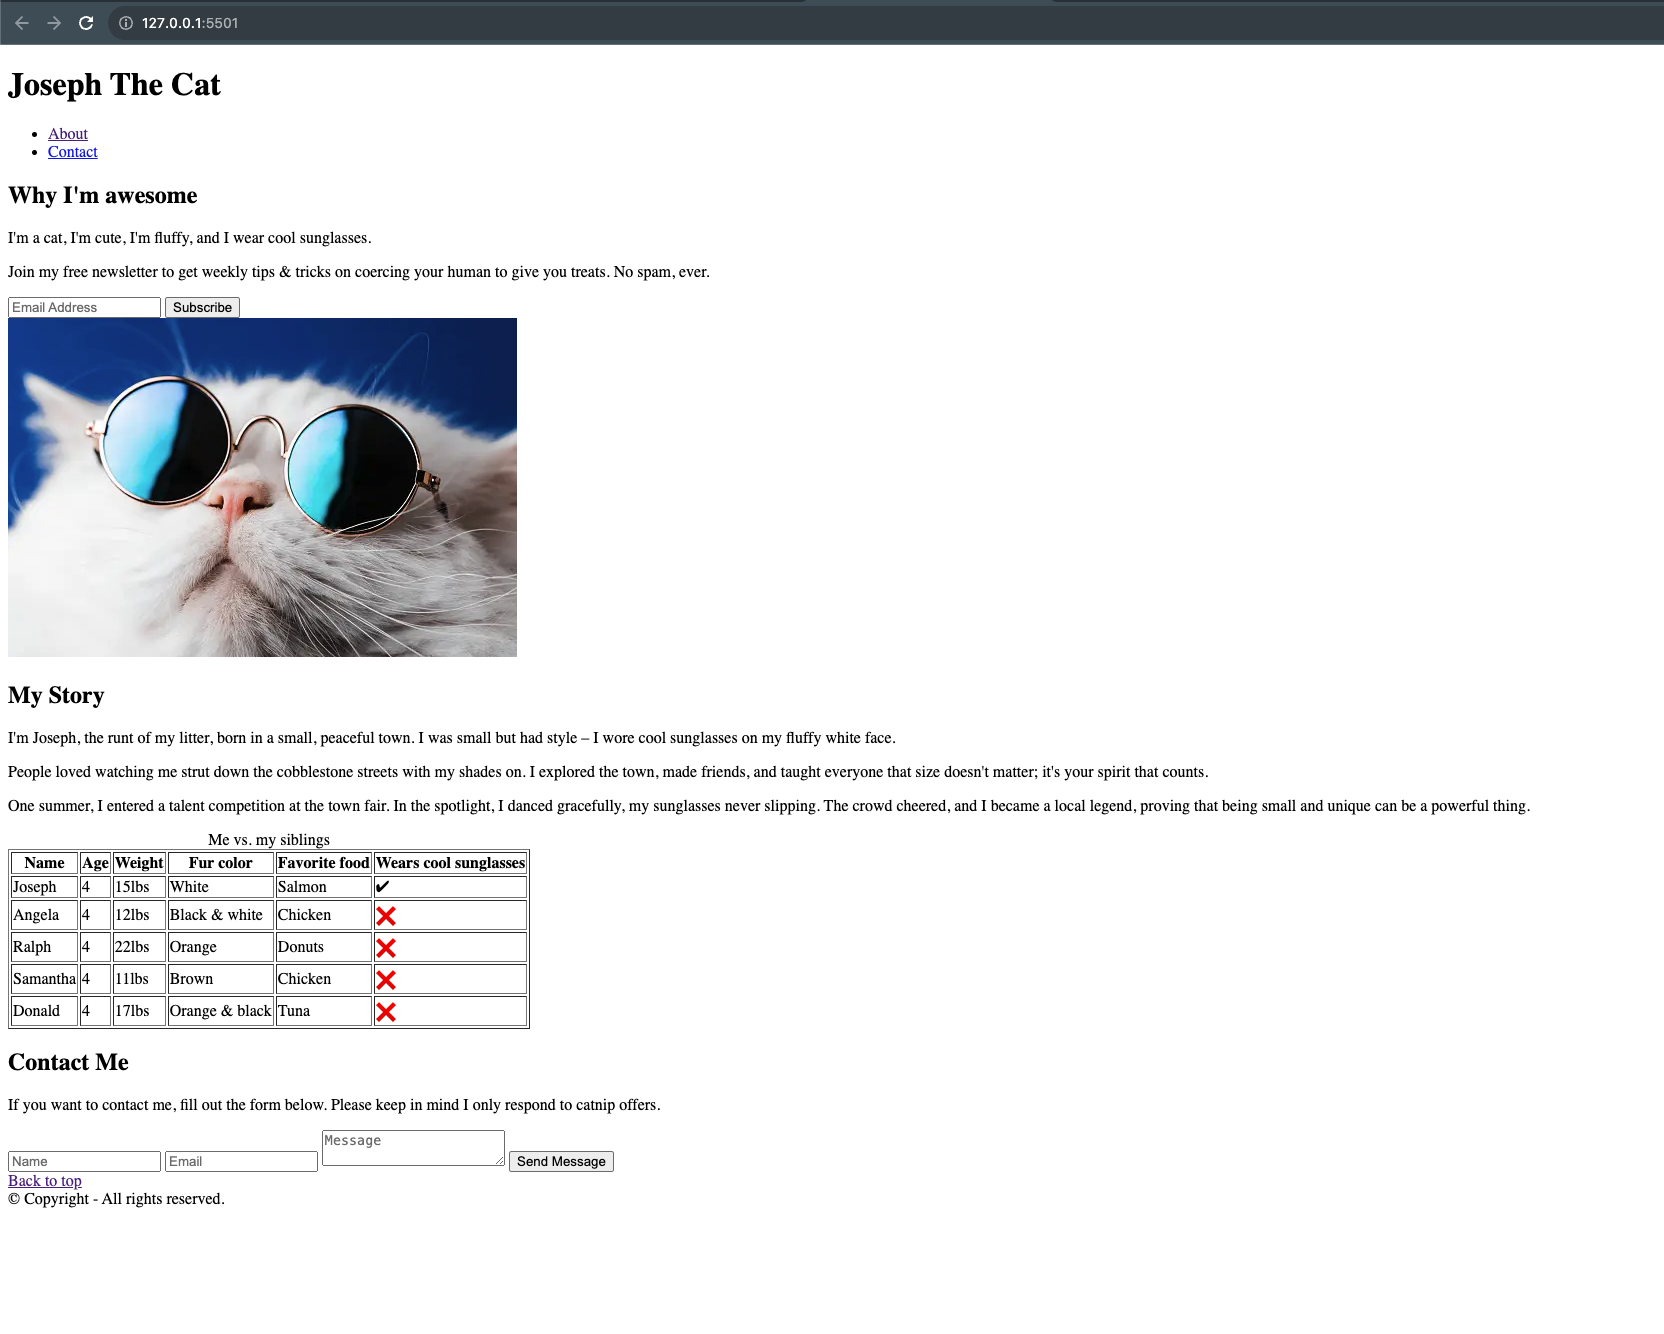 127.0.0.1:5501
Joseph The Cat
• About
• Contact
Why I'm awesome
I'm a cat, I'm cute, I'm fluffy, and I wear cool sunglasses.
Join my free newsletter to get weekly tips & tricks on coercing your human to give you treats. No spam, ever.
Email Address Subscribe
My Story
I'm Joseph, the runt of my litter, born in a small, peaceful town. I was small but had style – I wore cool sunglasses on my fluffy white face.
People loved watching me strut down the cobblestone streets with my shades on. I explored the town, made friends, and taught everyone that size doesn't matter; it's your spirit that counts.
One summer, I entered a talent competition at the town fair. In the spotlight, I danced gracefully, my sunglasses never slipping. The crowd cheered, and I became a local legend, proving that being small and unique can be a powerful thing.
Me vs. my siblings
Name Age Weight Fur color Favorite food Wears cool sunglasses
Joseph 4 15lbs White Salmon ✔
Angela 4 12lbs Black & white Chicken ❌
Ralph 4 22lbs Orange Donuts ❌
Samantha 4 11lbs Brown Chicken ❌
Donald 4 17lbs Orange & black Tuna ❌
Contact Me
If you want to contact me, fill out the form below. Please keep in mind I only respond to catnip offers.
Name Email Message Send Message
Back to top
© Copyright - All rights reserved.